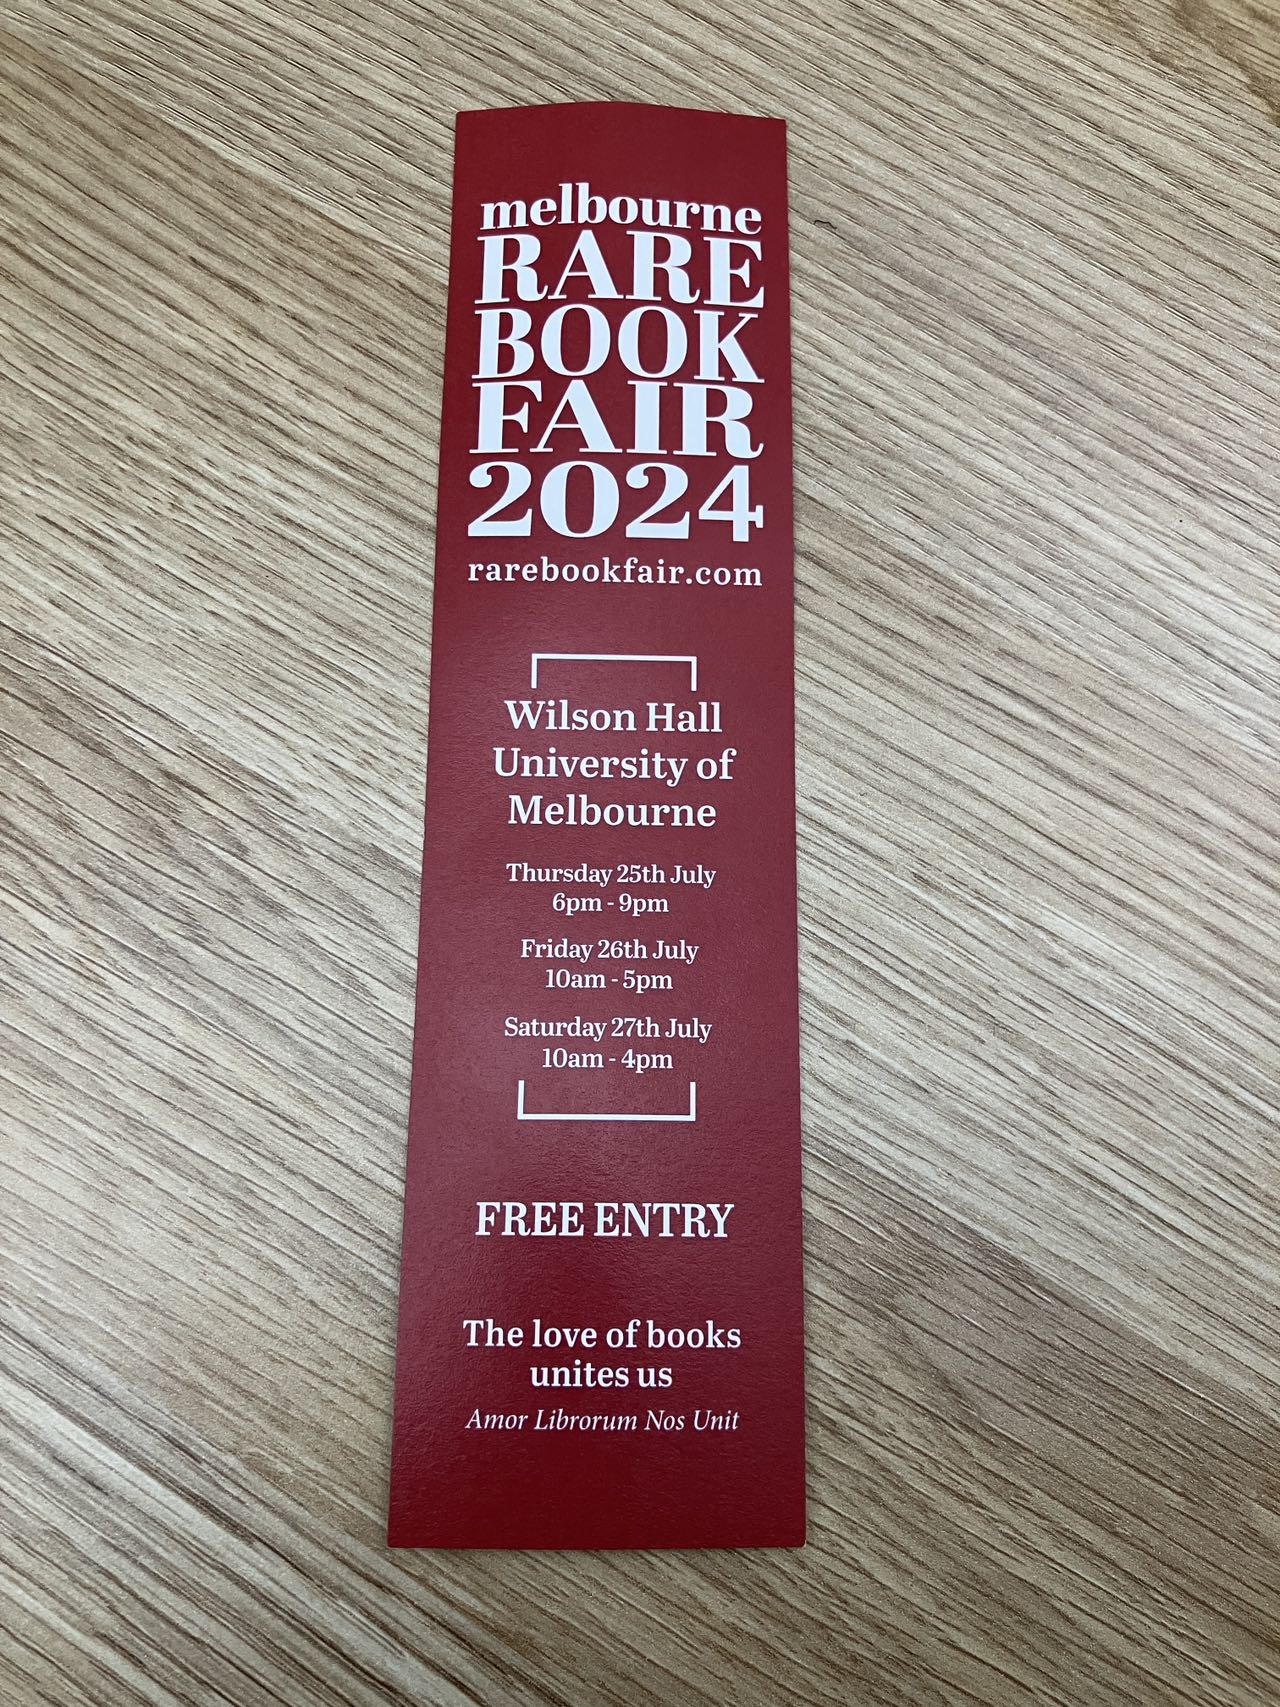 melbourne
RARE
BOOK
FAIR
2024
rarebookfair.com
Wilson Hall
University of
Melbourne
Thursday 25th July
6pm - 9pm
Friday 26th July
10am - 5pm
Saturday 27th July
10am - 4pm
FREE ENTRY
The love of books
unites us
Amor Librorum Nos Unit